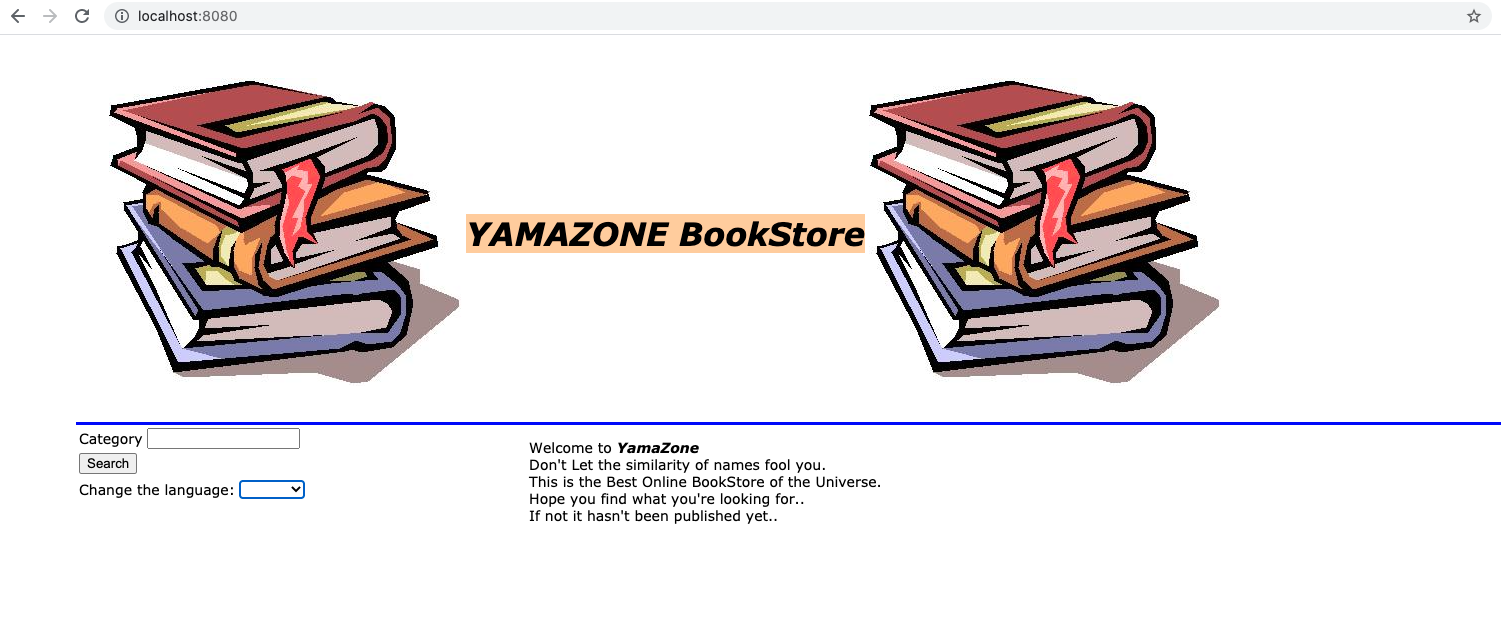 localhost:8080
YAMAZONE BookStore
Category
Search
Change the language:
Welcome to YamaZone
Don't Let the similarity of names fool you.
This is the Best Online BookStore of the Universe.
Hope you find what you're looking for..
If not it hasn't been published yet..